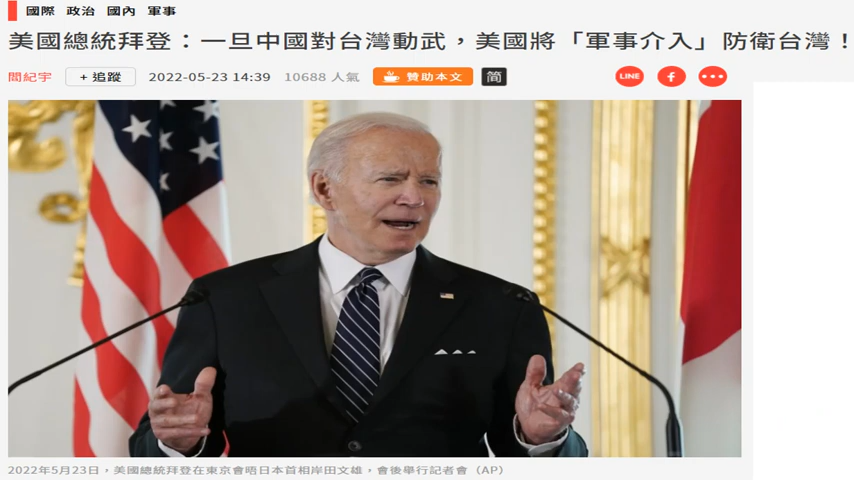 國際 政治 國內 軍事
美國總統拜登：一旦中國對台灣動武，美國將「軍事介入」防衛台灣！
閻紀宇 +追蹤 2022-05-23 14:39 10688 人氣 贊助本文 简 LINE f
2022年5月23日，美國總統拜登在東京會晤日本首相岸田文雄，會後舉行記者會（AP）